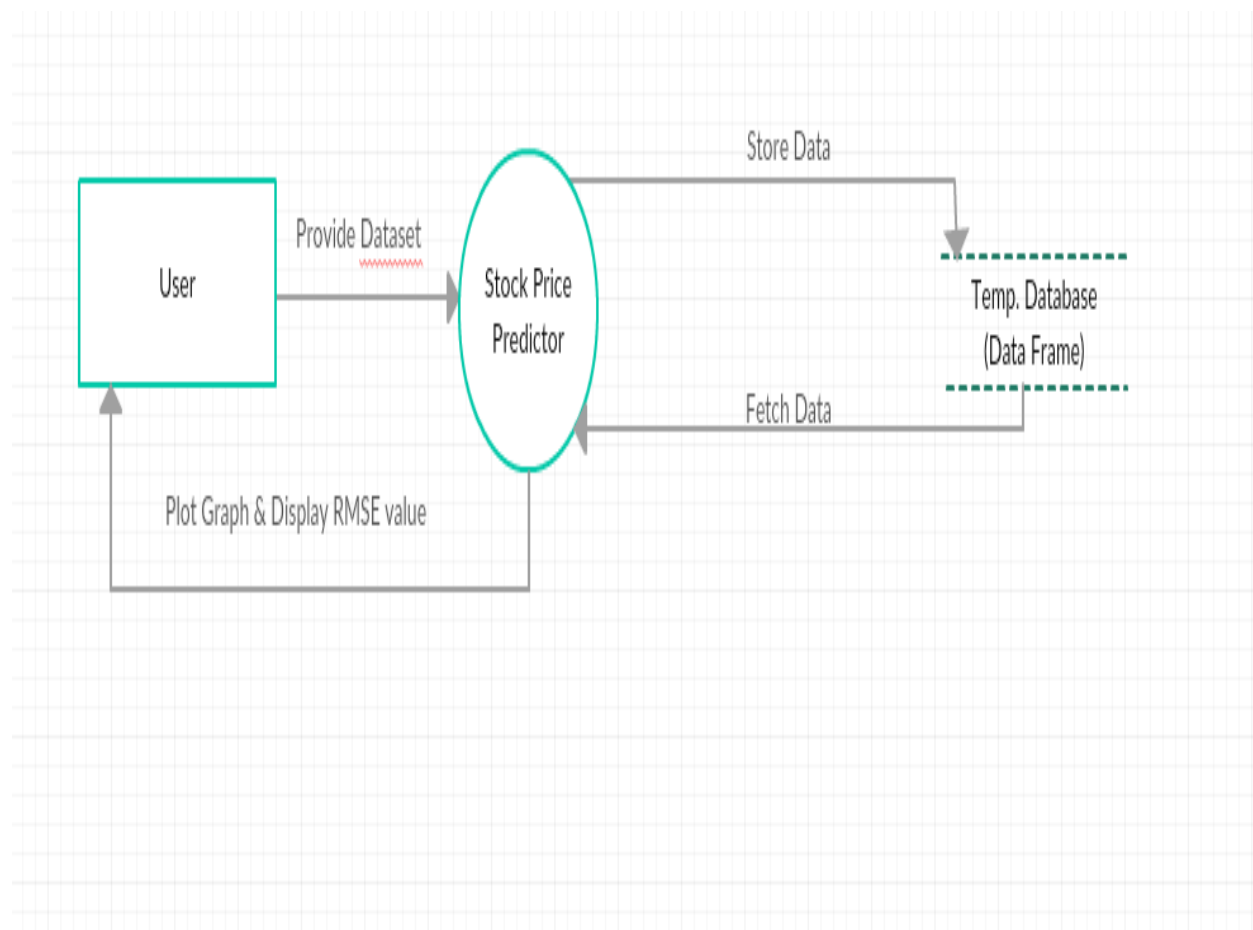 Store Data
Provide Dataset
User
Stock Price
Predictor
Temp. Database
(Data Frame)
Fetch Data
Plot Graph & Display RMSE value